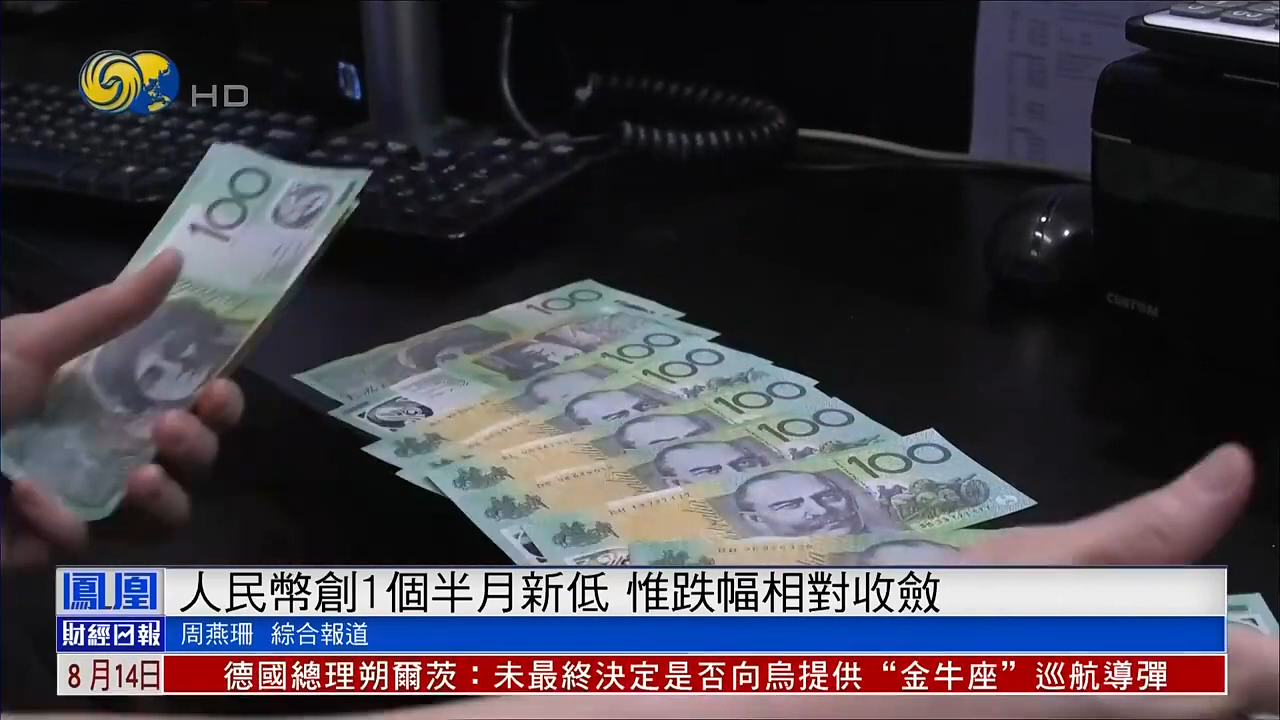 HD
100
100
100
100
100
100
100
CUSTOM
鳳凰
人民幣創1個半月新低 惟跌幅相對收斂
財經日報
周燕珊 綜合報道
8月14日
德國總理朔爾茨：未最終決定是否向烏提供“金牛座”巡航導彈